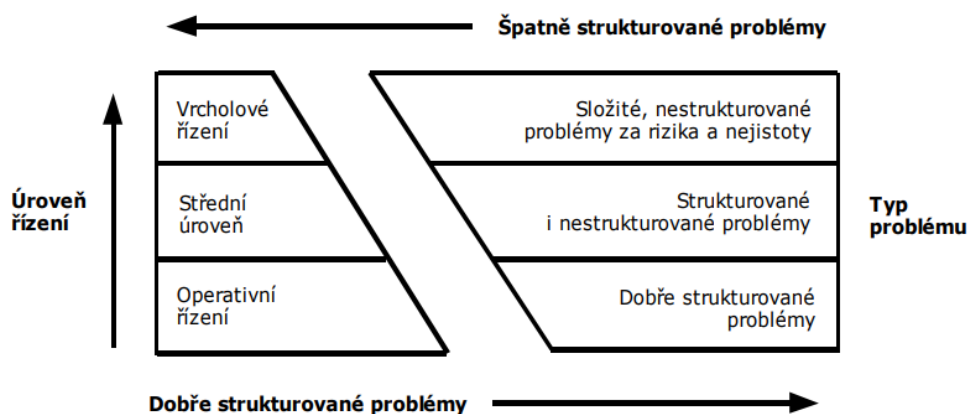 Špatně strukturované problémy
Vrcholové
řízení
Složité, nestrukturované
problémy za rizika a nejistoty
Úroveň
řízení
Střední
úroveň
Strukturované
i nestrukturované problémy
Typ
problému
Operativní
řízení
Dobře strukturované
problémy
Dobře strukturované problémy